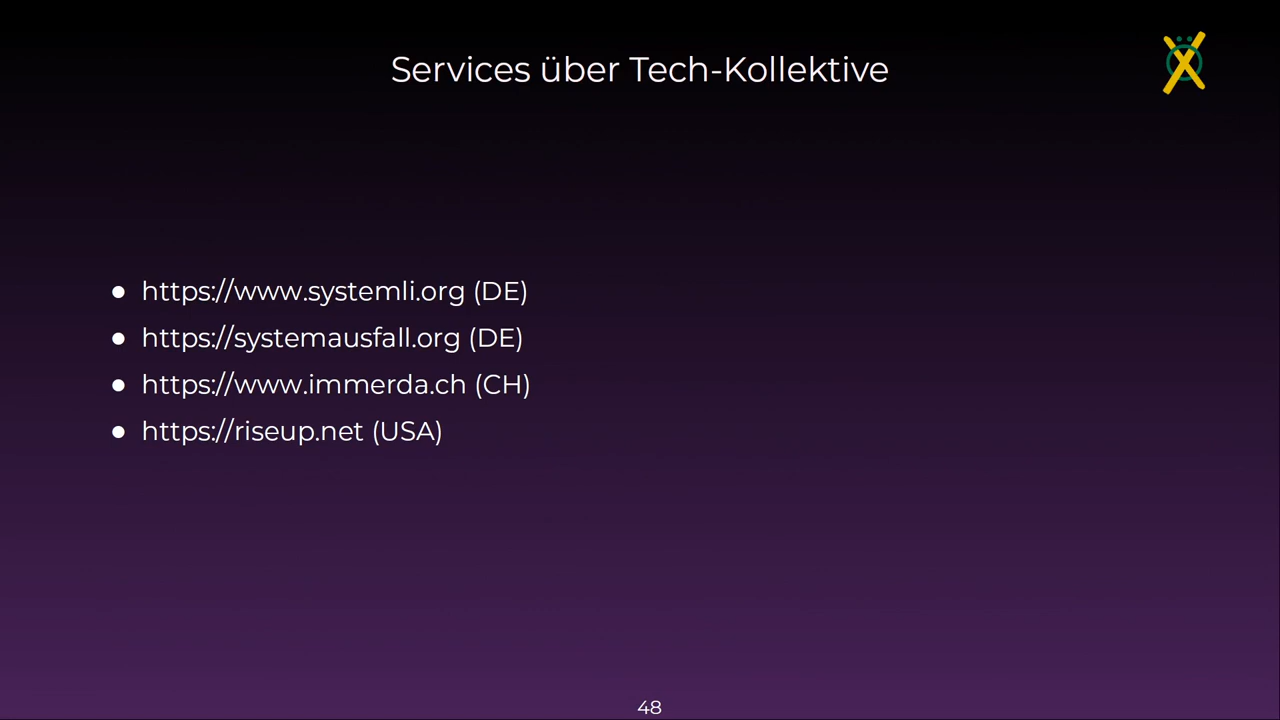 Services über Tech-Kollektive
● https://www.systemli.org (DE)
● https://systemausfall.org (DE)
● https://www.immerda.ch (CH)
● https://riseup.net (USA)
48